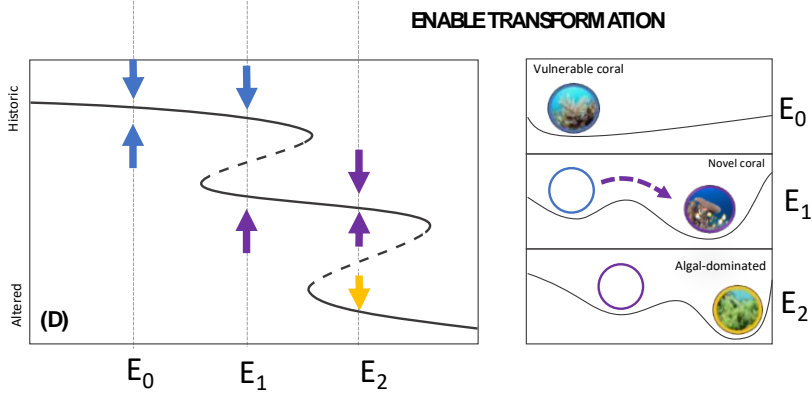 ENABLE TRANSFORMATION
Historic
Altered
(D)
E0
E1
E2
Vulnerable coral
E0
Novel coral
E1
Algal-dominated
E2